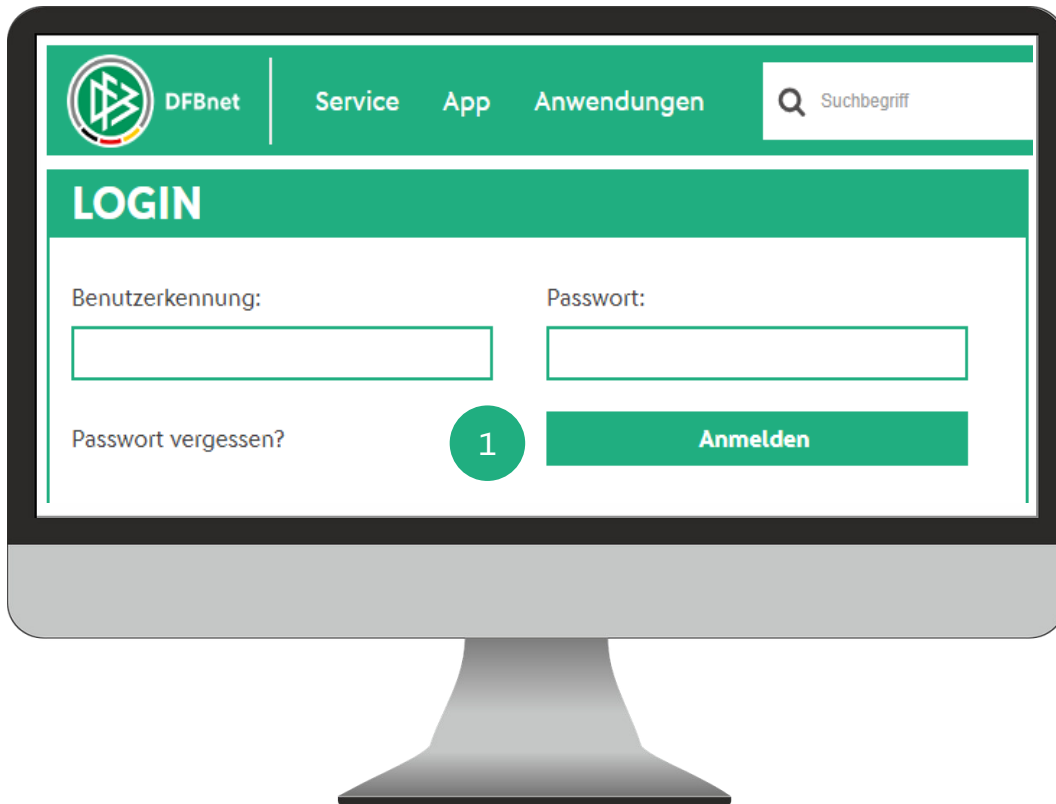 DFBnet Service App Anwendungen Suchbegriff
LOGIN
Benutzerkennung: Passwort:
Passwort vergessen? 1 Anmelden